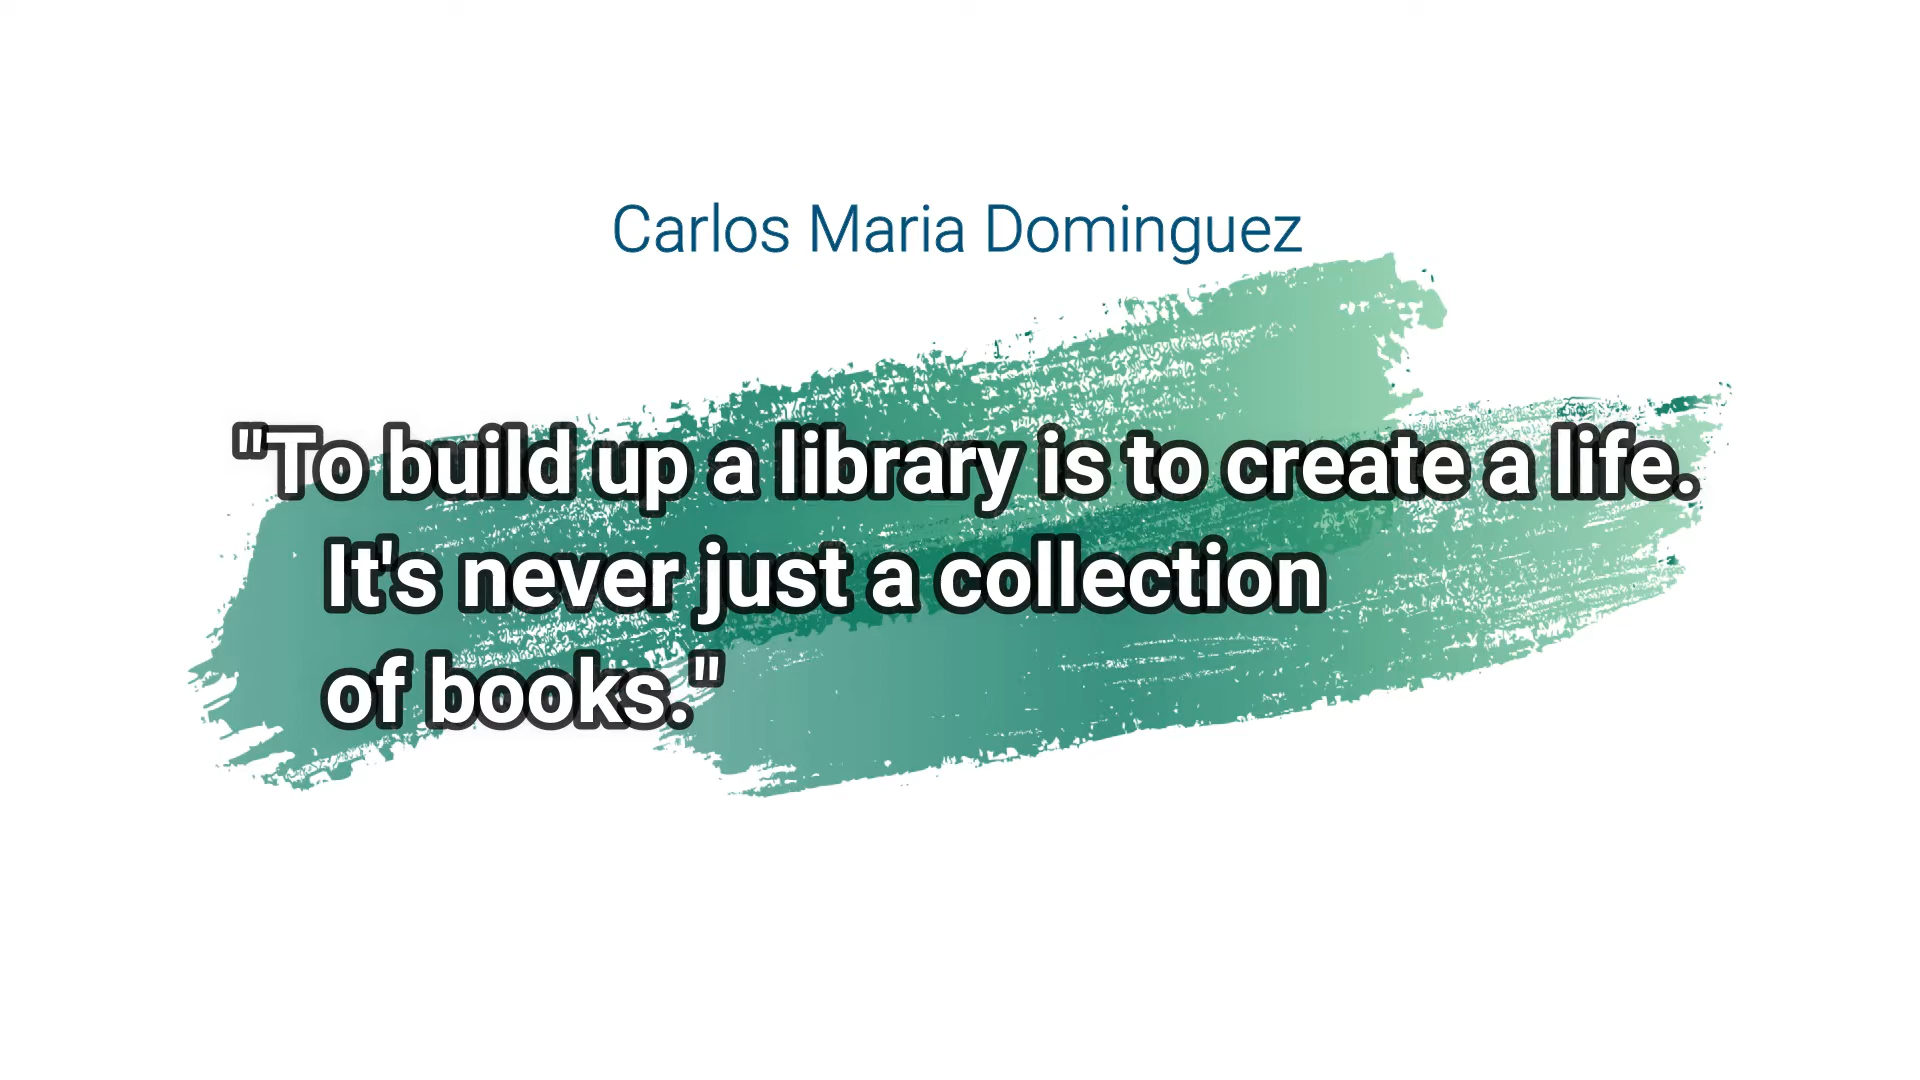 Carlos Maria Dominguez
"To build up a library is to create a life.
It's never just a collection
of books."